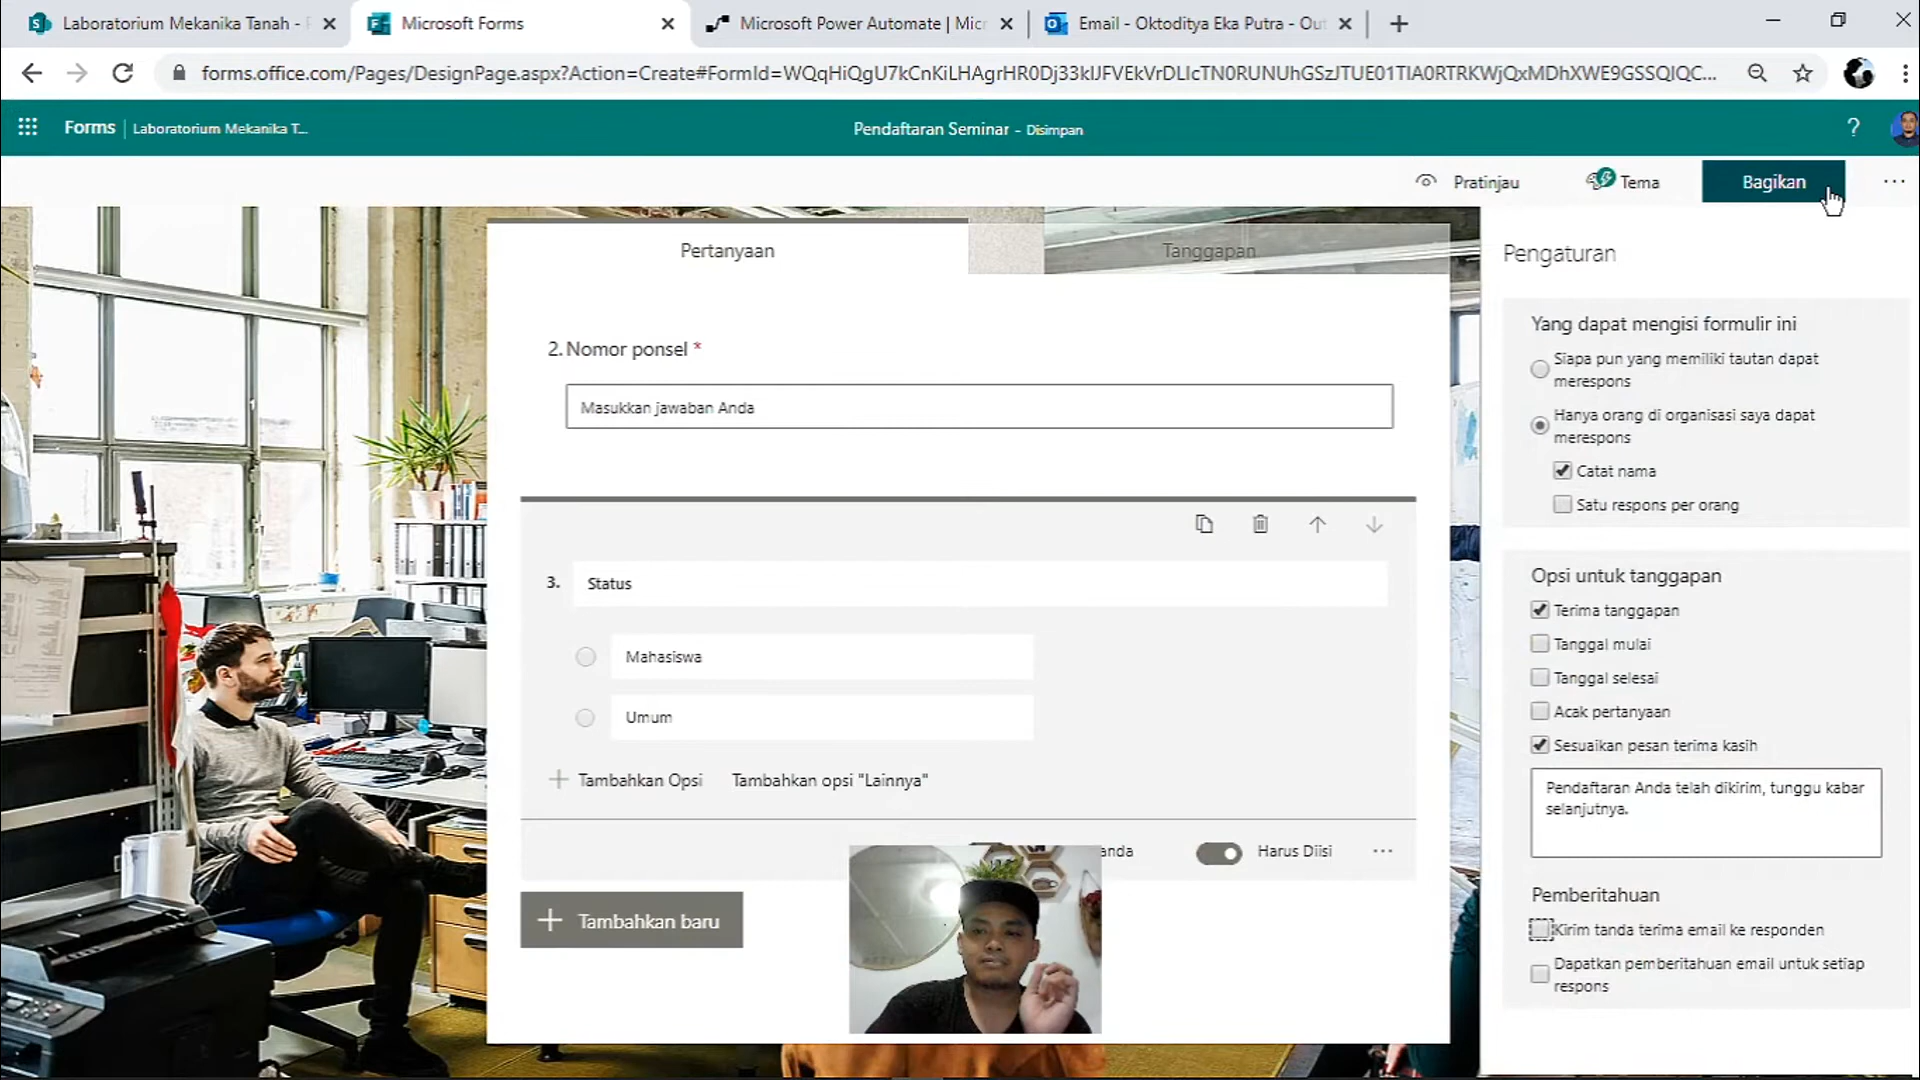 Laboratorium Mekanika Tanah -
Microsoft Forms
Microsoft Power Automate | Micr
Email - Oktoditya Eka Putra - Out
forms.office.com/Pages/DesignPage.aspx?Action=Create#FormId=
Forms
Laboratorium Mekanika T...
Pendaftaran Seminar - Disimpan
?
Pratinjau
Tema
Bagikan
Pertanyaan
Tanggapan
2. Nomor ponsel *
Masukkan jawaban Anda
3. Status
Mahasiswa
Umum
Tambahkan Opsi
Tambahkan opsi "Lainnya"
anda
Harus Diisi
Tambahkan baru
Pengaturan
Yang dapat mengisi formulir ini
Siapa pun yang memiliki tautan dapat
merespons
Hanya orang di organisasi saya dapat
merespons
Catat nama
Satu respons per orang
Opsi untuk tanggapan
Terima tanggapan
Tanggal mulai
Tanggal selesai
Acak pertanyaan
Sesuaikan pesan terima kasih
Pendaftaran Anda telah dikirim, tunggu kabar
selanjutnya.
Pemberitahuan
Kirim tanda terima email ke responden
Dapatkan pemberitahuan email untuk setiap
respons